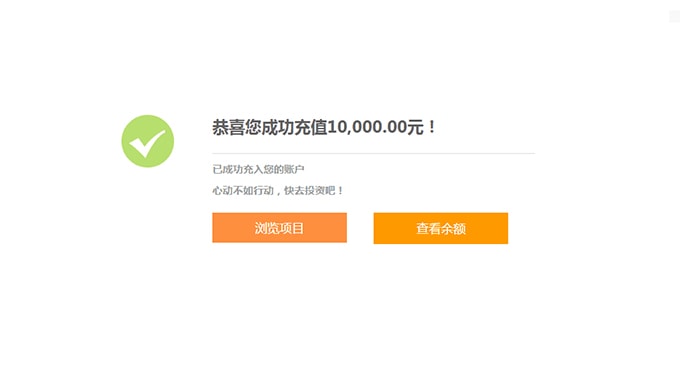 恭喜您成功充值10,000.00元！
已成功充入您的账户
心动不如行动，快去投资吧！
浏览项目
查看余额